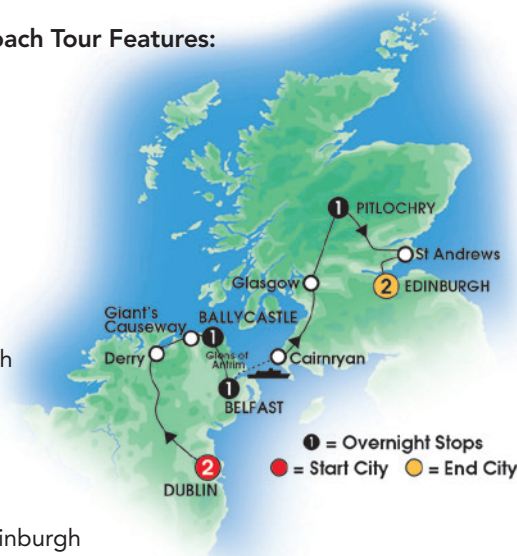 oach Tour Features:
1 PITLOCHRY
St Andrews
2 EDINBURGH
Glasgow
Giant's
Causeway
BALLYCASTLE
1
Derry
Glens of
Antrim
Cairnryan
1
BELFAST
h
1 = Overnight Stops
= Start City = End City
2
DUBLIN
inburgh